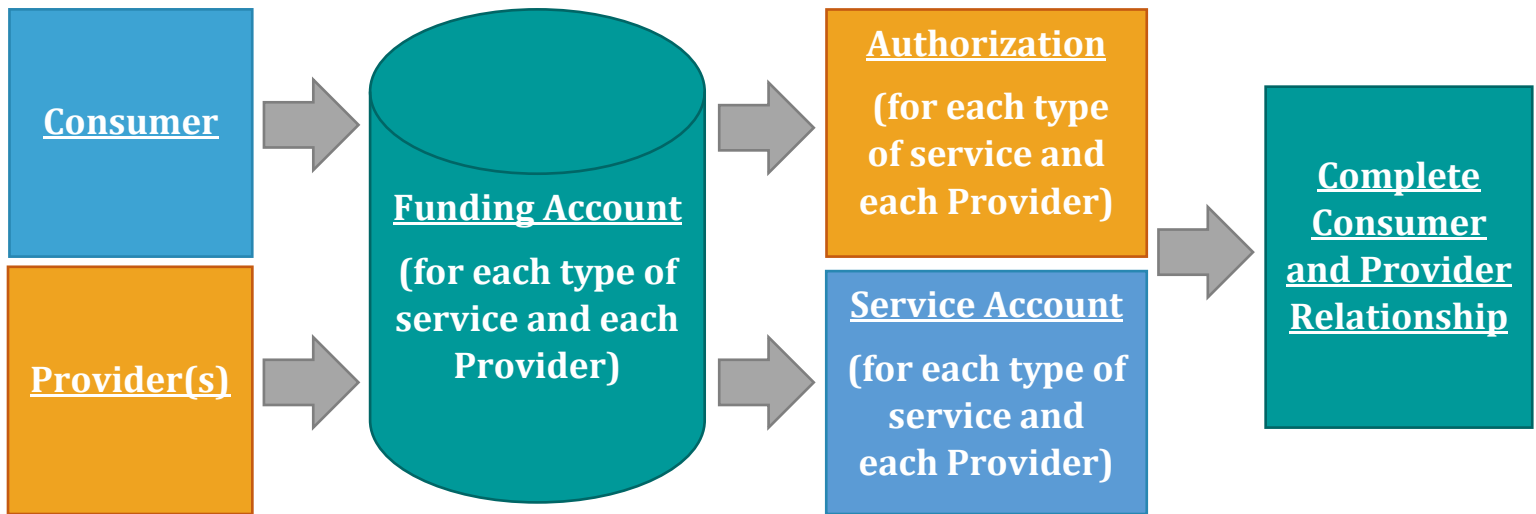 Consumer
Provider(s)
Funding Account
(for each type of
service and each
Provider)
Authorization
(for each type
of service and
each Provider)
Service Account
(for each type of
service and
each Provider)
Complete
Consumer
and Provider
Relationship